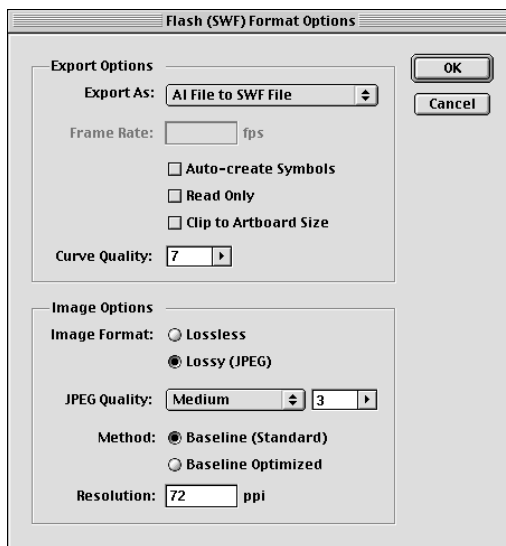 Flash (SWF) Format Options
Export Options
Export As: AI File to SWF File
Frame Rate: fps
Auto-create Symbols
Read Only
Clip to Artboard Size
Curve Quality: 7
OK
Cancel
Image Options
Image Format: Lossless
Lossy (JPEG)
JPEG Quality: Medium 3
Method: Baseline (Standard)
Baseline Optimized
Resolution: 72 ppi